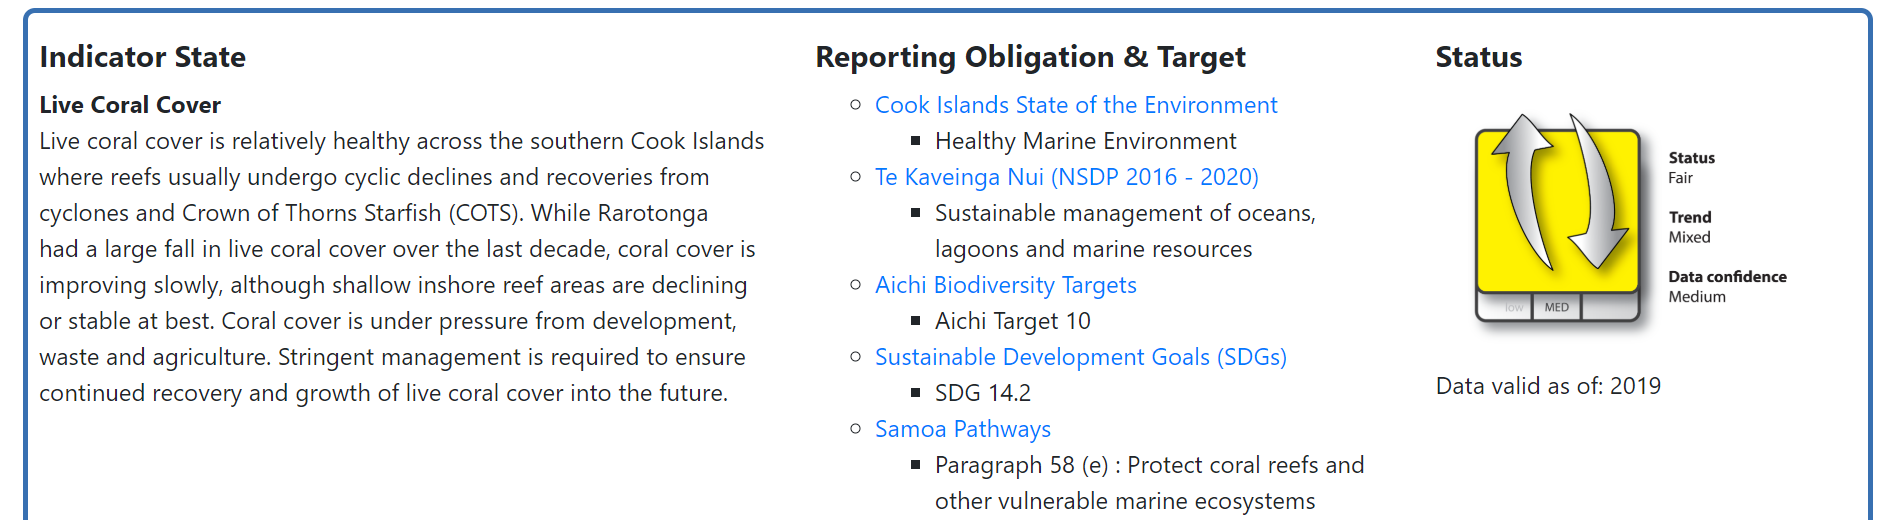 Indicator State
Live Coral Cover
Live coral cover is relatively healthy across the southern Cook Islands
where reefs usually undergo cyclic declines and recoveries from
cyclones and Crown of Thorns Starfish (COTS). While Rarotonga
had a large fall in live coral cover over the last decade, coral cover is
improving slowly, although shallow inshore reef areas are declining
or stable at best. Coral cover is under pressure from development,
waste and agriculture. Stringent management is required to ensure
continued recovery and growth of live coral cover into the future.
Reporting Obligation & Target
Cook Islands State of the Environment
Healthy Marine Environment
Te Kaveinga Nui (NSDP 2016 - 2020)
Sustainable management of oceans,
lagoons and marine resources
Aichi Biodiversity Targets
Aichi Target 10
Sustainable Development Goals (SDGs)
SDG 14.2
Samoa Pathways
Paragraph 58 (e) : Protect coral reefs and
other vulnerable marine ecosystems
Status
Status
Fair
Trend
Mixed
Data confidence
Medium
low MED
Data valid as of: 2019